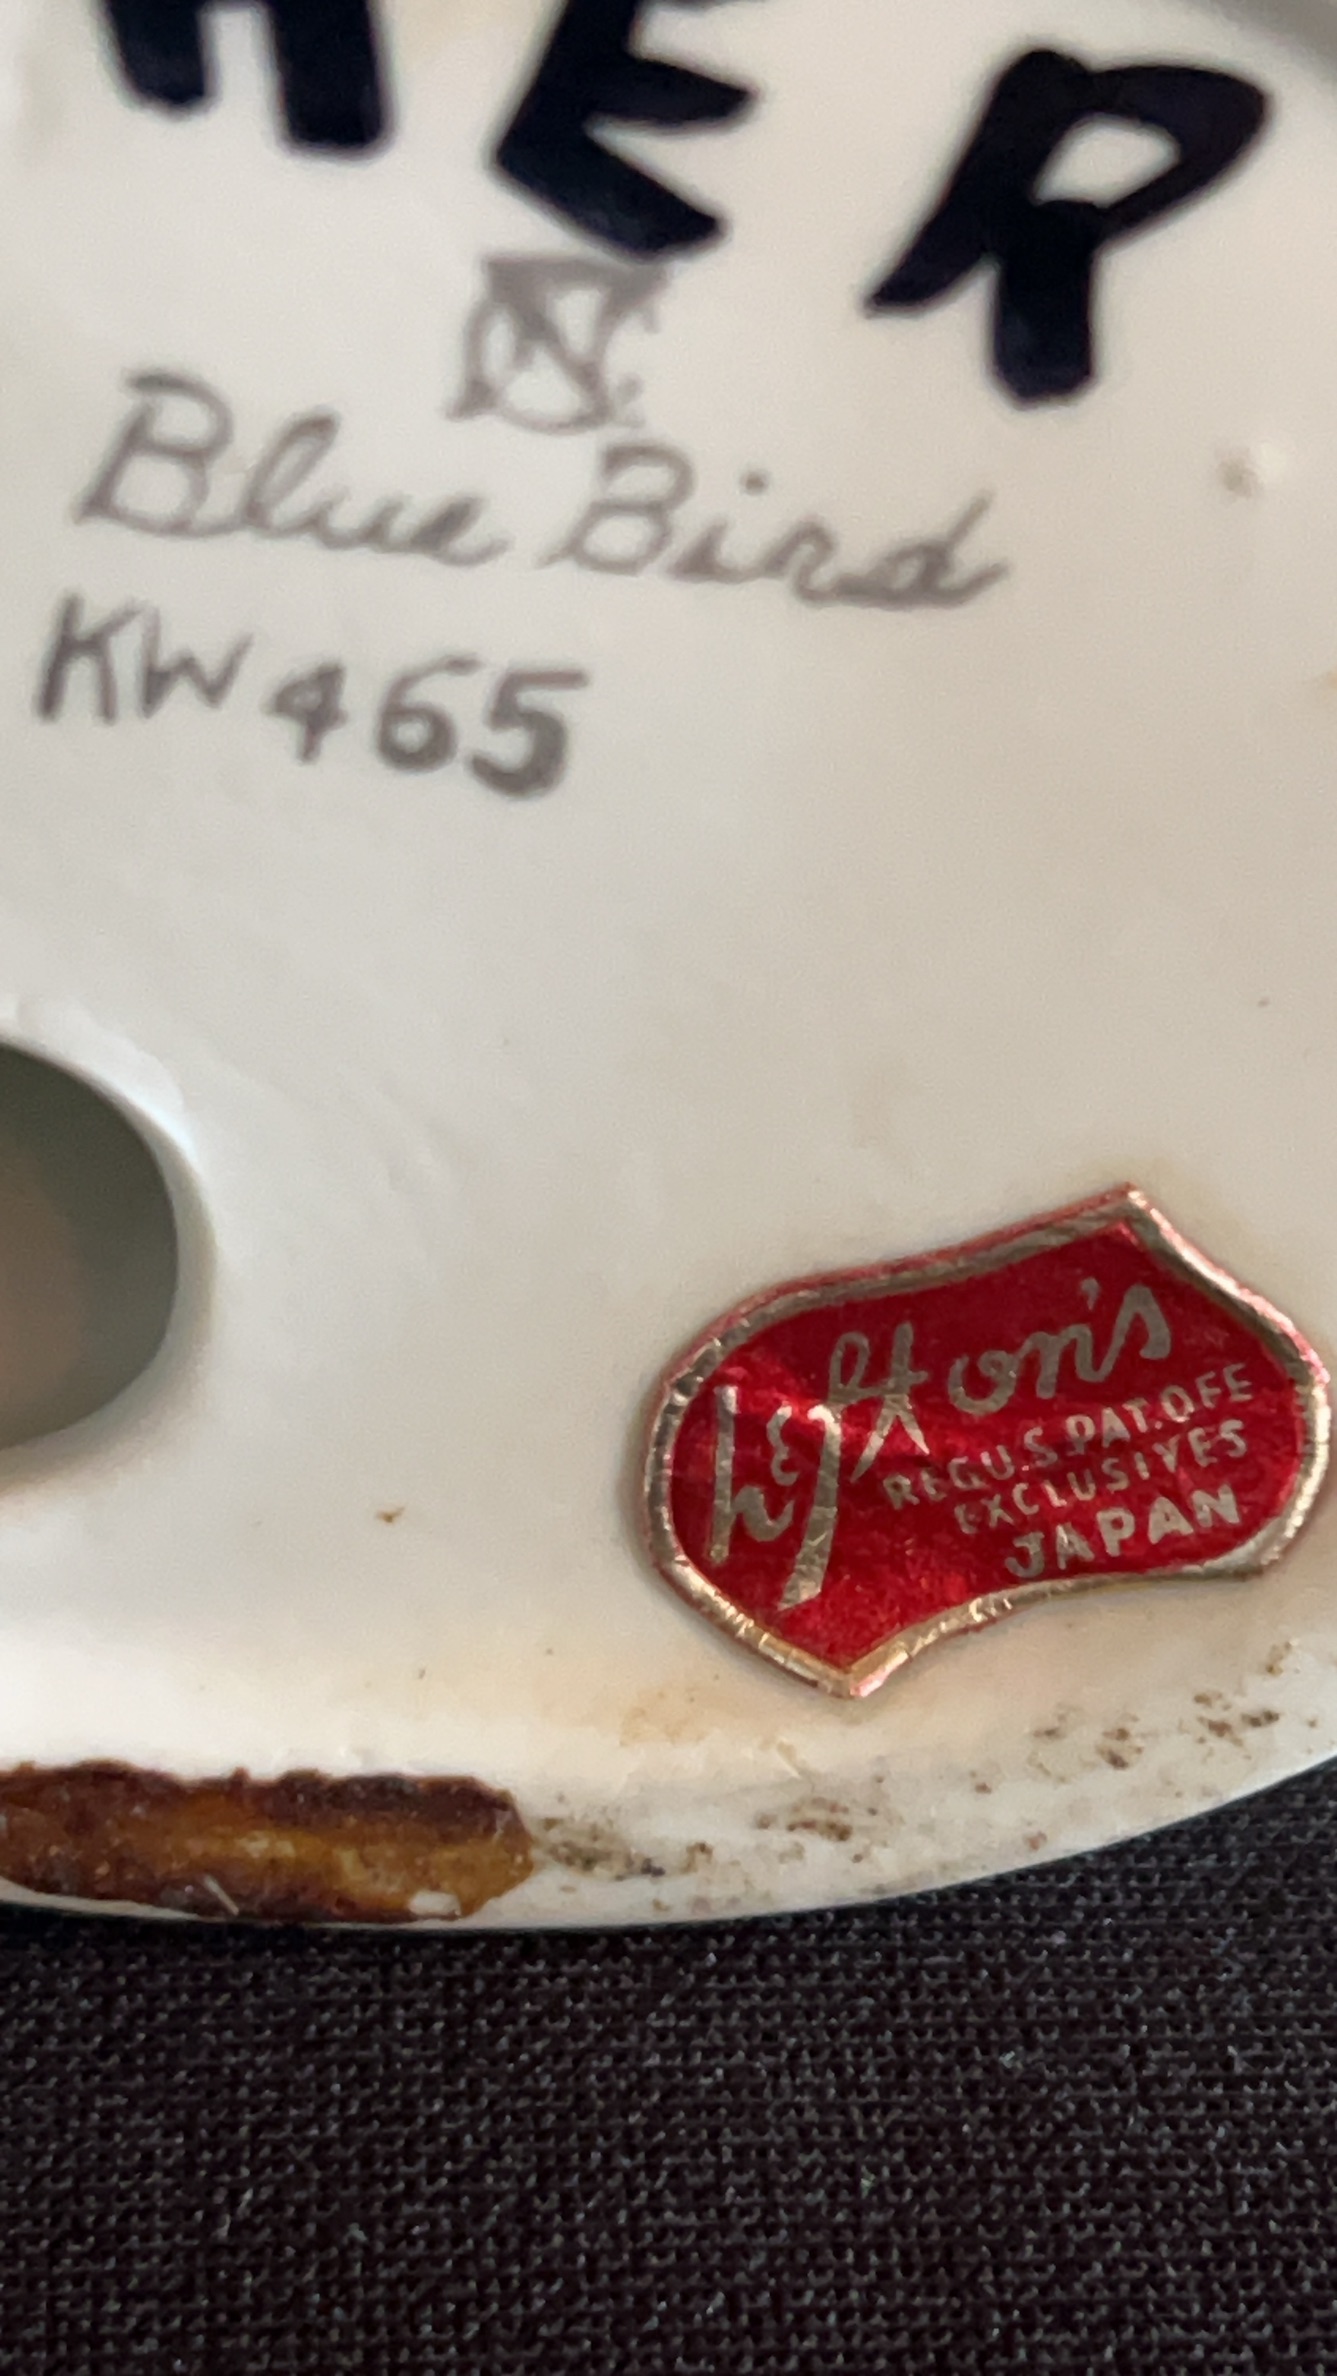 HER
Blue Bird
KW465
Lefton's
REG U.S. PAT. OFF
EXCLUSIVES
JAPAN